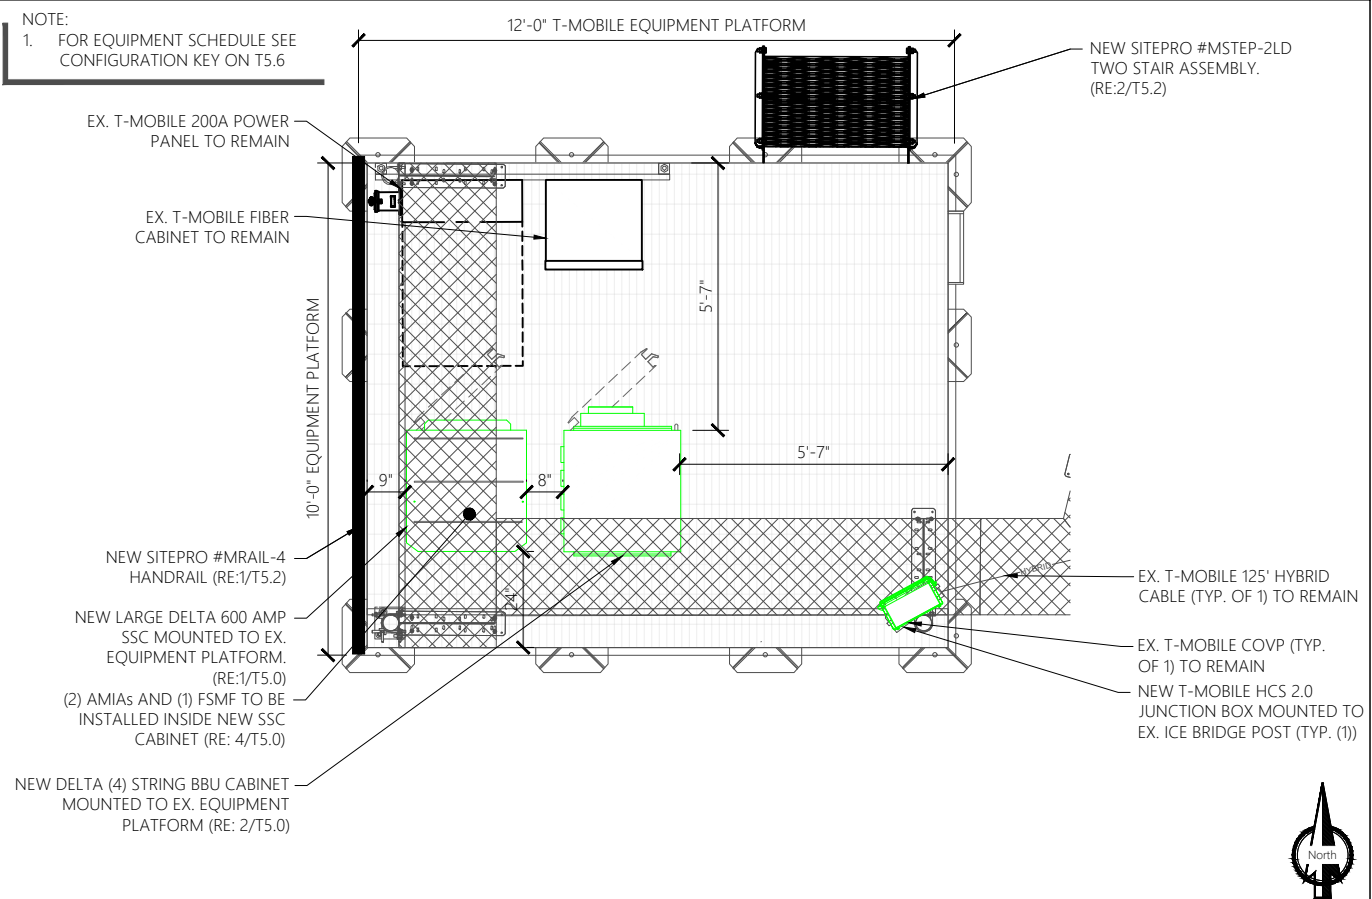 NOTE:
1. FOR EQUIPMENT SCHEDULE SEE
CONFIGURATION KEY ON T5.6
12'-0" T-MOBILE EQUIPMENT PLATFORM
NEW SITEPRO #MSTEP-2LD
TWO STAIR ASSEMBLY.
(RE:2/T5.2)
EX. T-MOBILE 200A POWER
PANEL TO REMAIN
EX. T-MOBILE FIBER
CABINET TO REMAIN
10'-0" EQUIPMENT PLATFORM
5'-7"
5'-7"
9"
8"
24"
HYBRID
NEW SITEPRO #MRAIL-4
HANDRAIL (RE:1/T5.2)
NEW LARGE DELTA 600 AMP
SSC MOUNTED TO EX.
EQUIPMENT PLATFORM.
(RE:1/T5.0)
(2) AMIAs AND (1) FSMF TO BE
INSTALLED INSIDE NEW SSC
CABINET (RE: 4/T5.0)
NEW DELTA (4) STRING BBU CABINET
MOUNTED TO EX. EQUIPMENT
PLATFORM (RE: 2/T5.0)
EX. T-MOBILE 125' HYBRID
CABLE (TYP. OF 1) TO REMAIN
EX. T-MOBILE COVP (TYP.
OF 1) TO REMAIN
NEW T-MOBILE HCS 2.0
JUNCTION BOX MOUNTED TO
EX. ICE BRIDGE POST (TYP. (1))
North